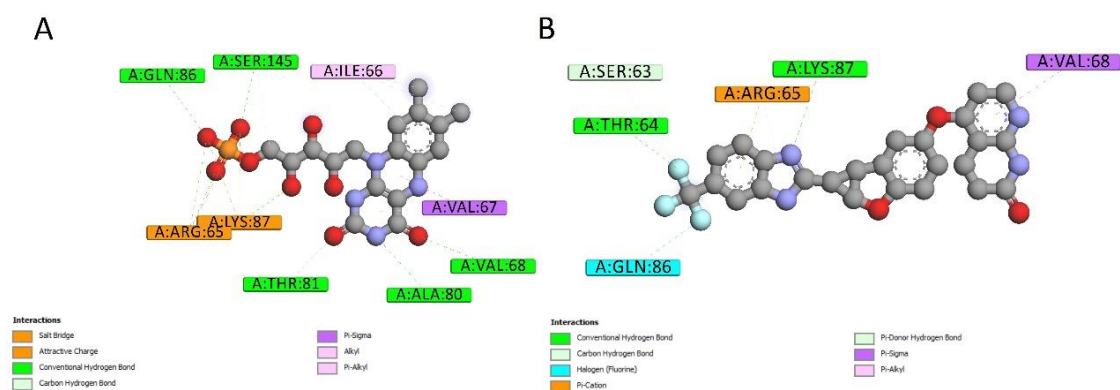 A
A:GLN:86
A:SER:145
A:ILE:66
A:LYS:87
A:ARG:65
A:VAL:67
A:VAL:68
A:THR:81
A:ALA:80
Interactions
Salt Bridge
Attractive Charge
Conventional Hydrogen Bond
Carbon Hydrogen Bond
Pi-Sigma
Alkyl
Pi-Alkyl
B
A:SER:63
A:LYS:87
A:VAL:68
A:ARG:65
A:THR:64
A:GLN:86
Interactions
Conventional Hydrogen Bond
Carbon Hydrogen Bond
Halogen (Fluorine)
Pi-Cation
Pi-Donor Hydrogen Bond
Pi-Sigma
Pi-Alkyl